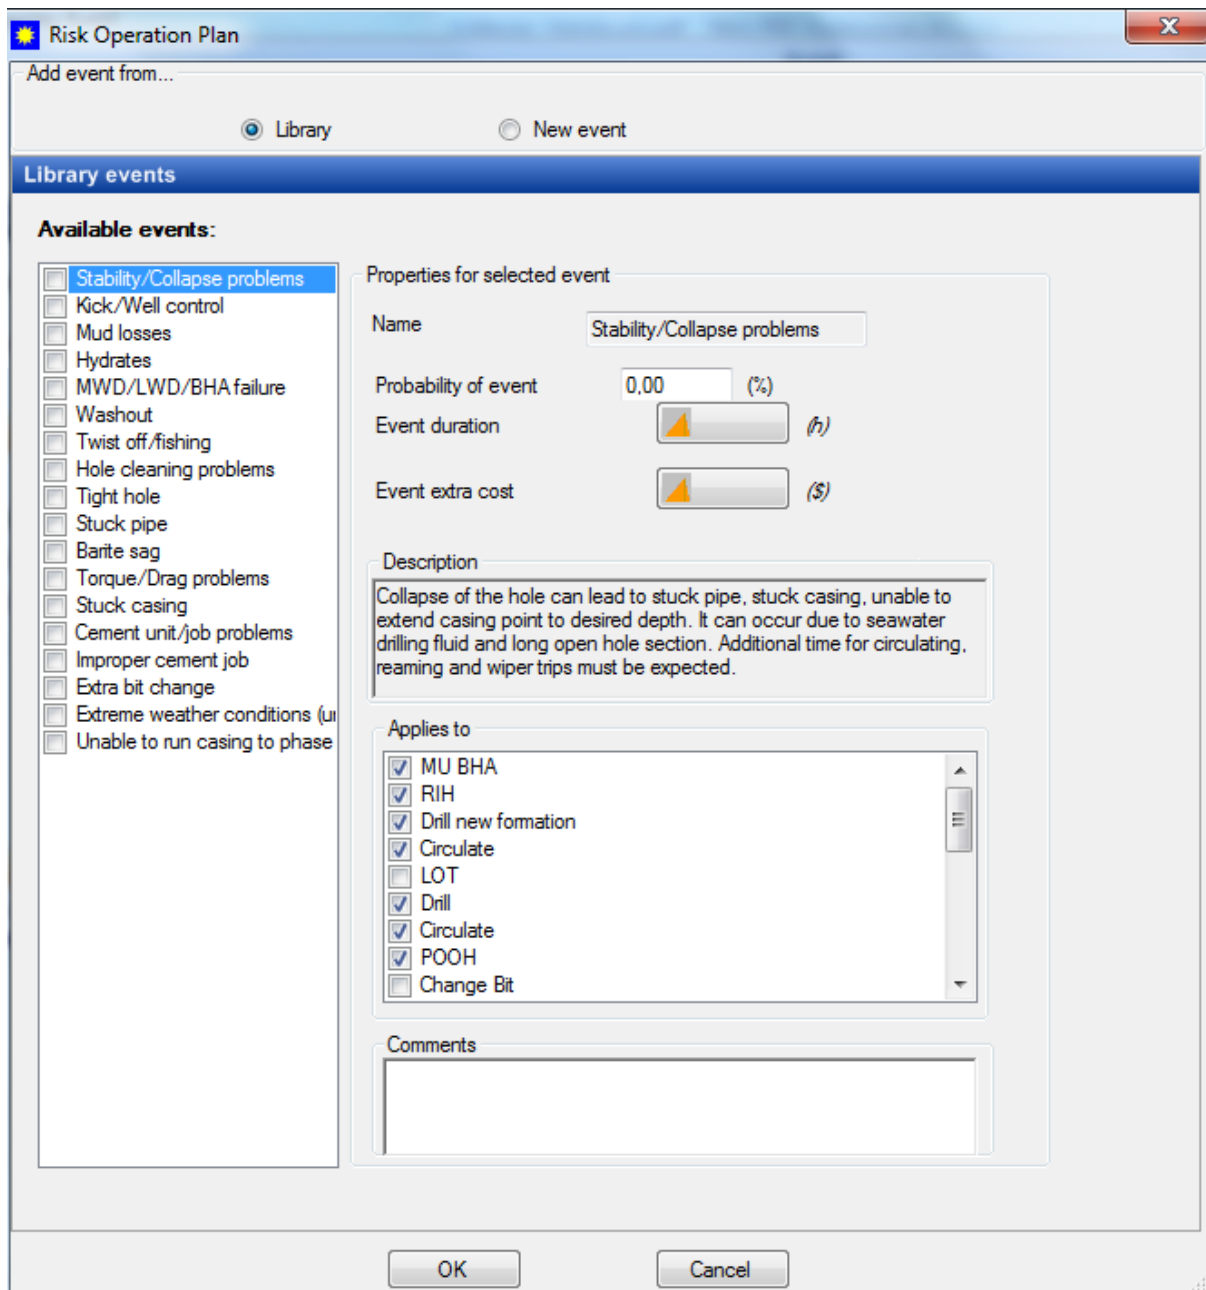 Risk Operation Plan
Add event from...
Library
New event
Library events
Available events:
Stability/Collapse problems
Kick/Well control
Mud losses
Hydrates
MWD/LWD/BHA failure
Washout
Twist off/fishing
Hole cleaning problems
Tight hole
Stuck pipe
Barite sag
Torque/Drag problems
Stuck casing
Cement unit/job problems
Improper cement job
Extra bit change
Extreme weather conditions (ur
Unable to run casing to phase
Properties for selected event
Name
Stability/Collapse problems
Probability of event
0,00
(%)
Event duration
(h)
Event extra cost
($)
Description
Collapse of the hole can lead to stuck pipe, stuck casing, unable to
extend casing point to desired depth. It can occur due to seawater
drilling fluid and long open hole section. Additional time for circulating,
reaming and wiper trips must be expected.
Applies to
MU BHA
RIH
Drill new formation
Circulate
LOT
Drill
Circulate
POOH
Change Bit
Comments
OK
Cancel